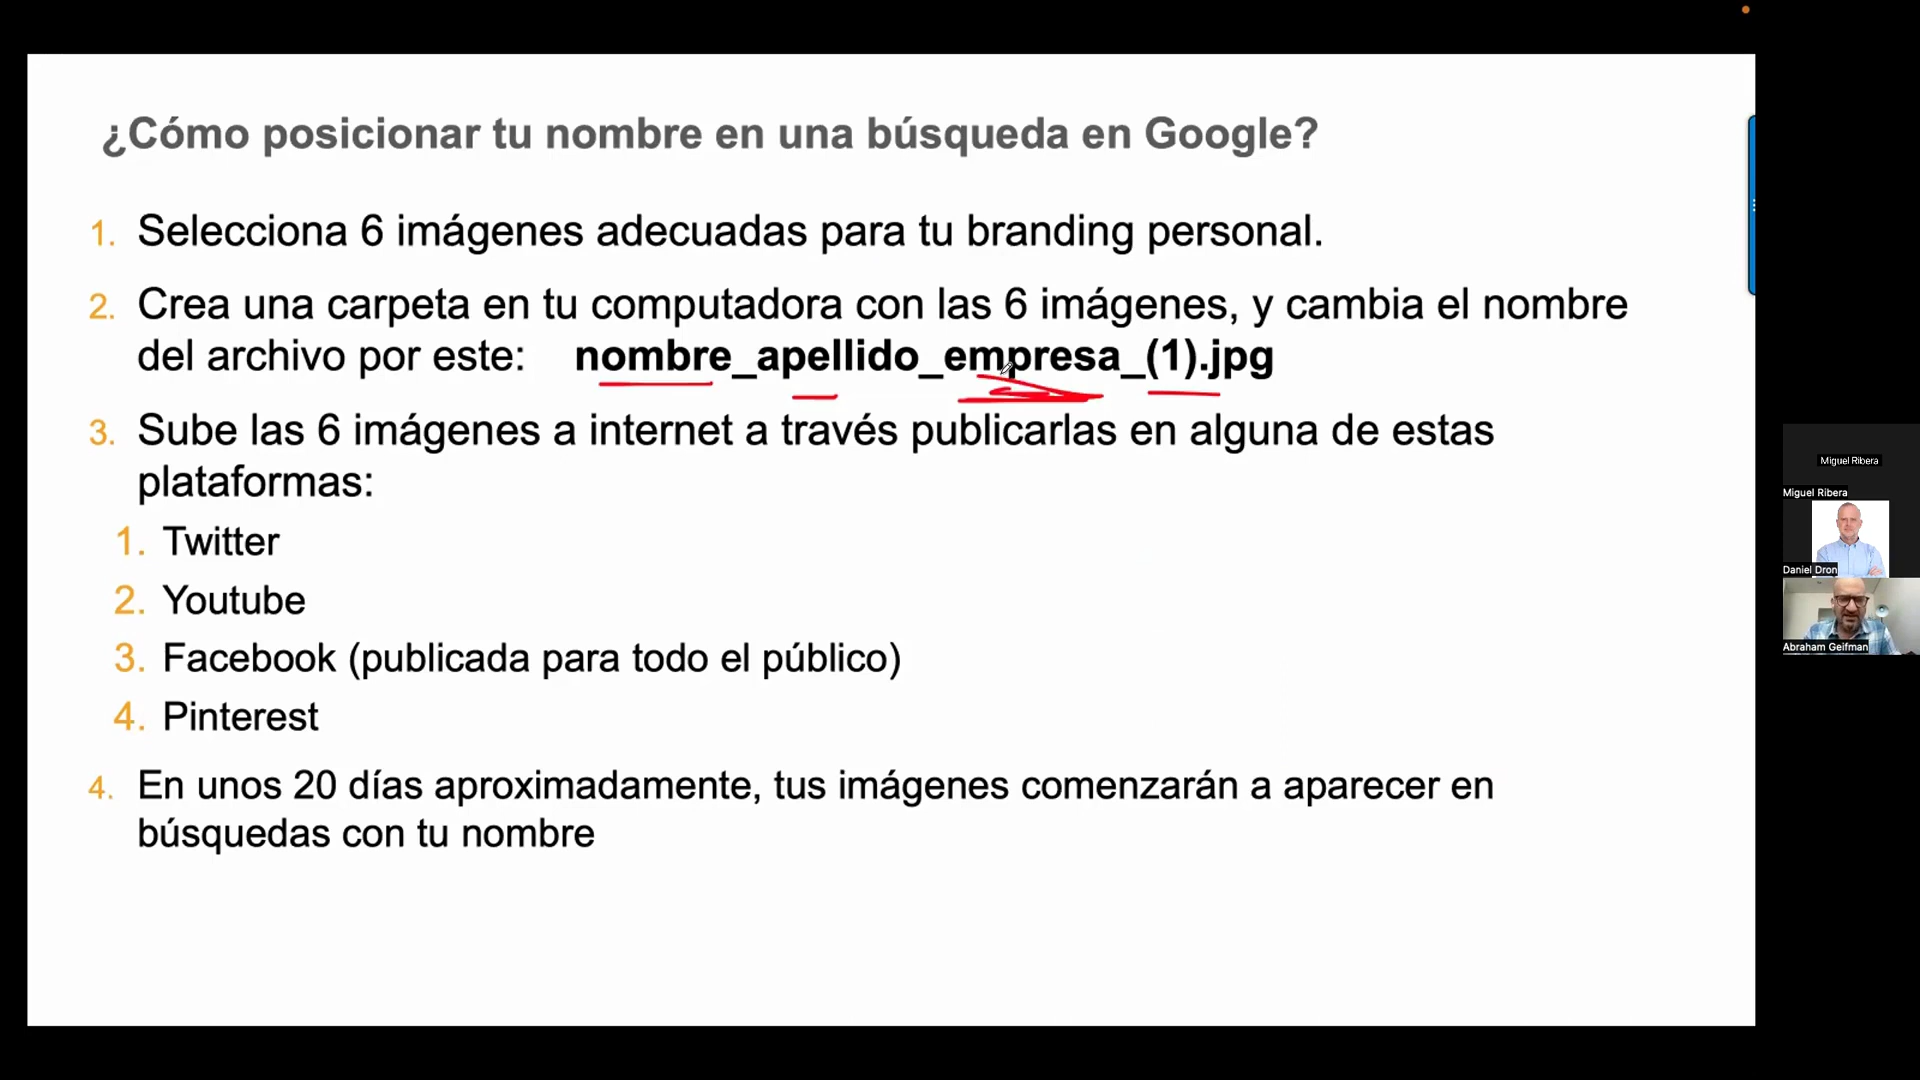 ¿Cómo posicionar tu nombre en una búsqueda en Google?
1. Selecciona 6 imágenes adecuadas para tu branding personal.
2. Crea una carpeta en tu computadora con las 6 imágenes, y cambia el nombre
del archivo por este: nombre_apellido_empresa_(1).jpg
3. Sube las 6 imágenes a internet a través publicarlas en alguna de estas
plataformas:
1. Twitter
2. Youtube
3. Facebook (publicada para todo el público)
4. Pinterest
4. En unos 20 días aproximadamente, tus imágenes comenzarán a aparecer en
búsquedas con tu nombre
Miguel Ribera
Miguel Ribera
Daniel Dron
Abraham Geifman